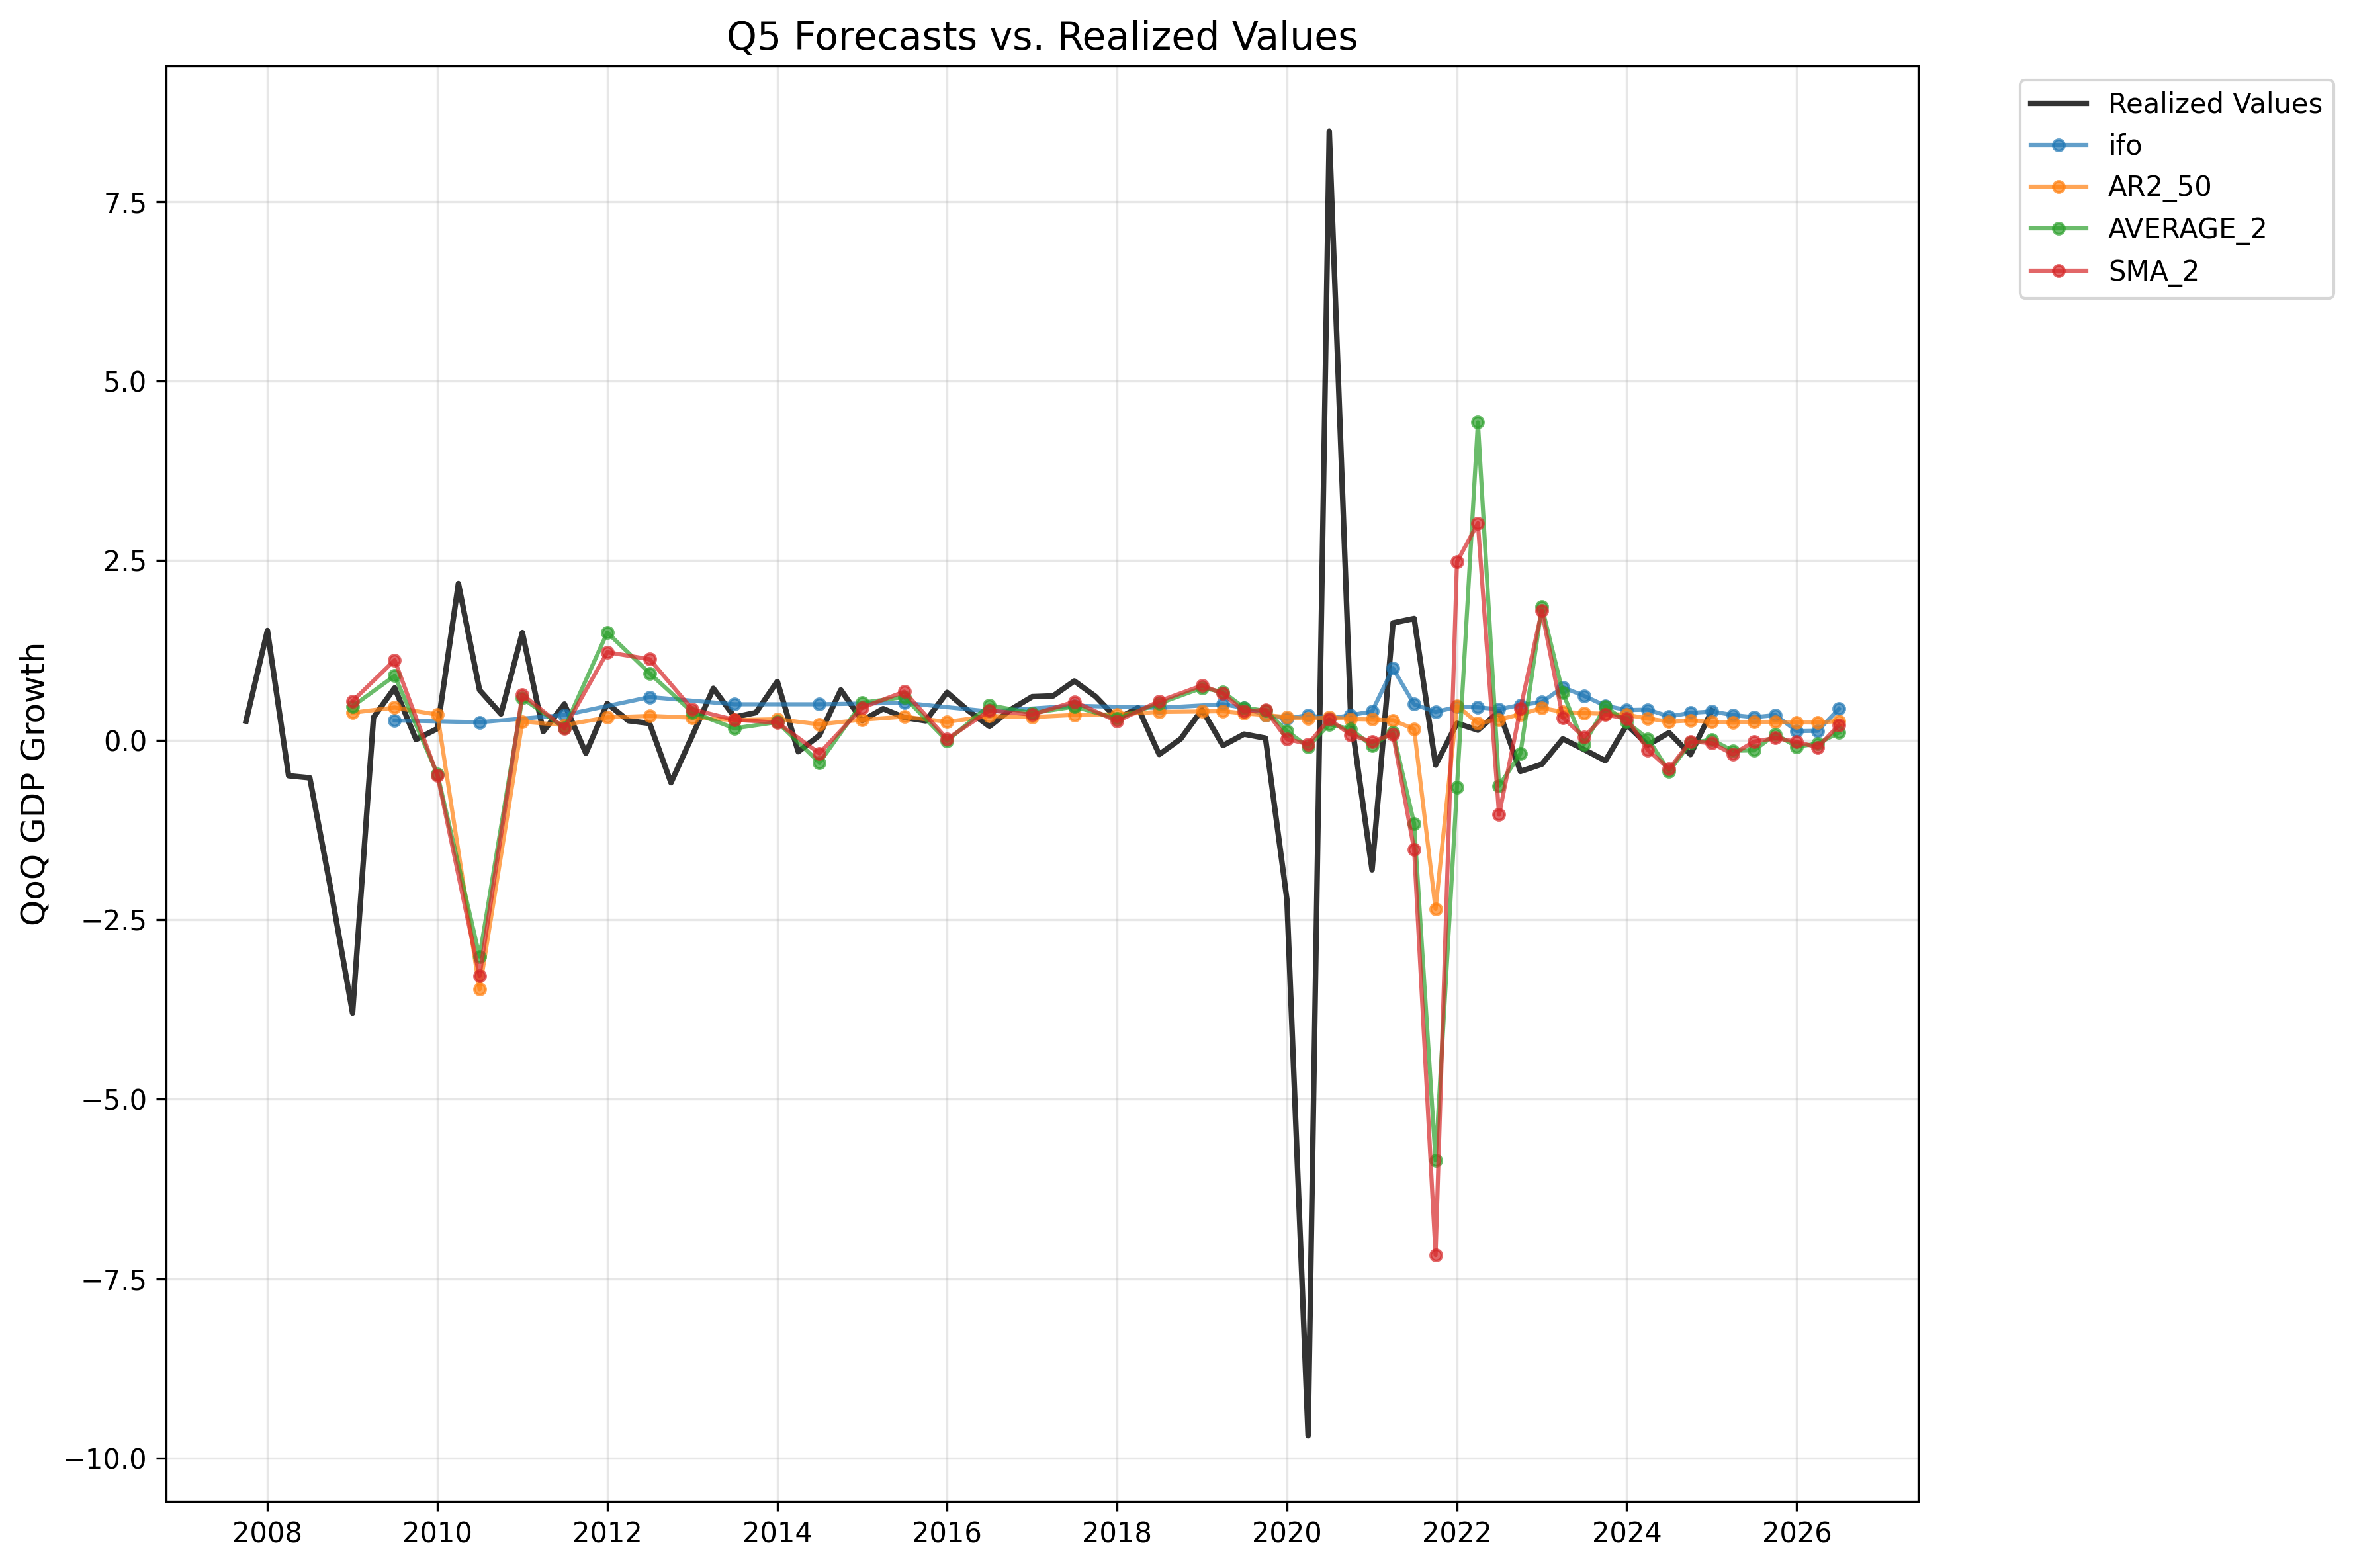 Q5 Forecasts vs. Realized Values
Realized Values
ifo
AR2_50
AVERAGE_2
SMA_2
QoQ GDP Growth
7.5
5.0
2.5
0.0
−2.5
−5.0
−7.5
−10.0
2008 2010 2012 2014 2016 2018 2020 2022 2024 2026